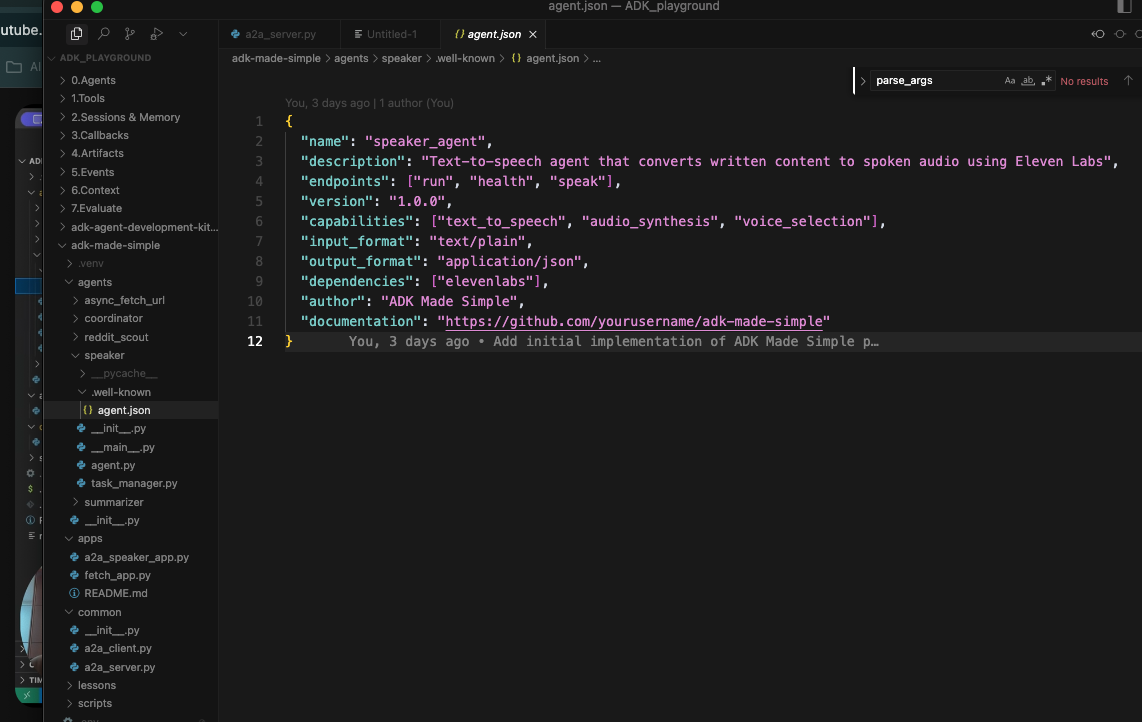 agent.json — ADK_playground
utube.
AI
AD
TIM
ADK_PLAYGROUND
0.Agents
1.Tools
2.Sessions & Memory
3.Callbacks
4.Artifacts
5.Events
6.Context
7.Evaluate
adk-agent-development-kit...
adk-made-simple
.venv
agents
async_fetch_url
coordinator
reddit_scout
speaker
__pycache__
.well-known
{} agent.json
__init__.py
__main__.py
agent.py
task_manager.py
summarizer
__init__.py
apps
a2a_speaker_app.py
fetch_app.py
README.md
common
__init__.py
a2a_client.py
a2a_server.py
lessons
scripts
a2a_server.py Untitled-1 {} agent.json ×
adk-made-simple > agents > speaker > .well-known > {} agent.json > ...
parse_args Aa ab .* No results
You, 3 days ago | 1 author (You)
1 {
2 "name": "speaker_agent",
3 "description": "Text-to-speech agent that converts written content to spoken audio using Eleven Labs",
4 "endpoints": ["run", "health", "speak"],
5 "version": "1.0.0",
6 "capabilities": ["text_to_speech", "audio_synthesis", "voice_selection"],
7 "input_format": "text/plain",
8 "output_format": "application/json",
9 "dependencies": ["elevenlabs"],
10 "author": "ADK Made Simple",
11 "documentation": "https://github.com/yourusername/adk-made-simple"
12 } You, 3 days ago • Add initial implementation of ADK Made Simple p…